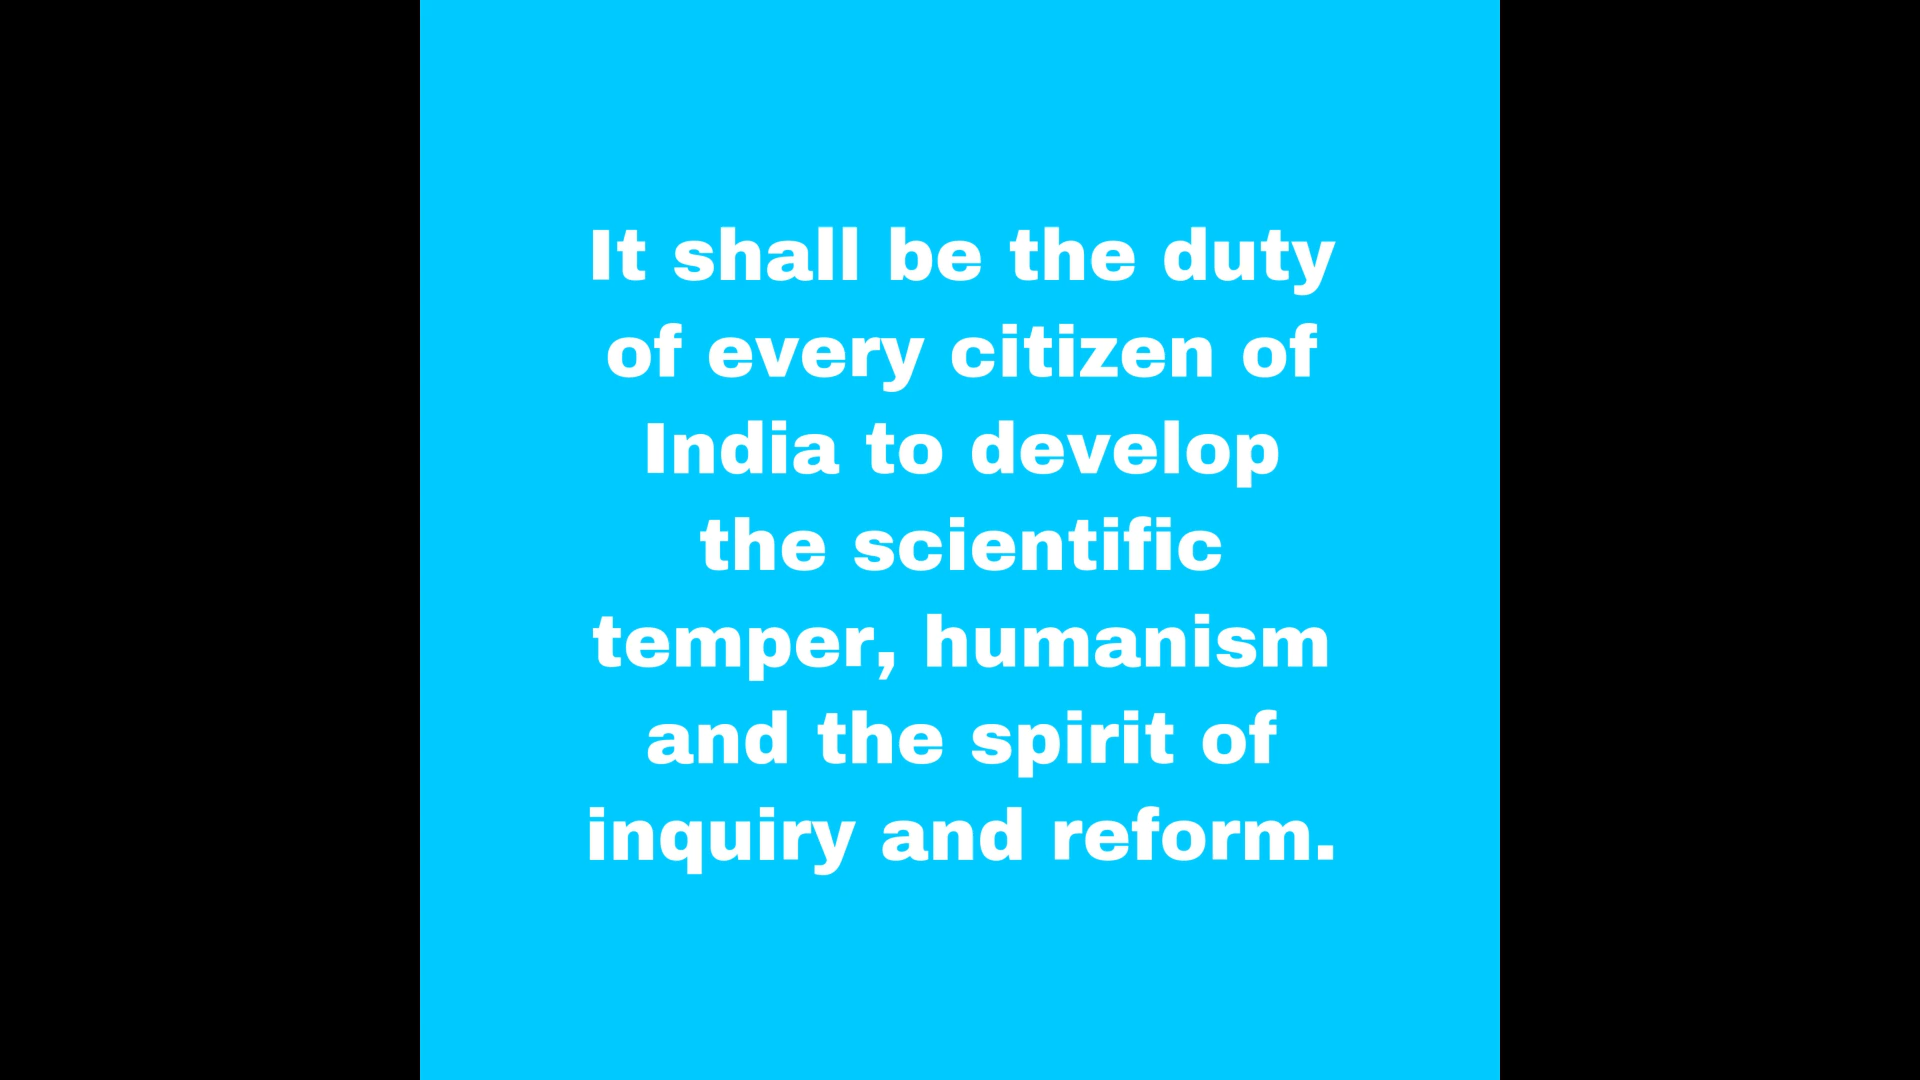 It shall be the duty
of every citizen of
India to develop
the scientific
temper, humanism
and the spirit of
inquiry and reform.